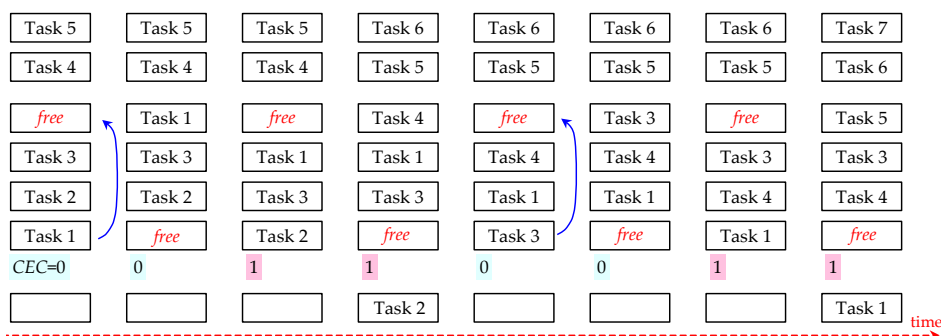 Task 5 Task 5 Task 5 Task 6 Task 6 Task 6 Task 6 Task 7
Task 4 Task 4 Task 4 Task 5 Task 5 Task 5 Task 5 Task 6
free Task 1 free Task 4 free Task 3 free Task 5
Task 3 Task 3 Task 1 Task 1 Task 4 Task 4 Task 3 Task 3
Task 2 Task 2 Task 3 Task 3 Task 1 Task 1 Task 4 Task 4
Task 1 free Task 2 free Task 3 free Task 1 free
CEC=0 0 1 1 0 0 1 1
Task 2 Task 1
time